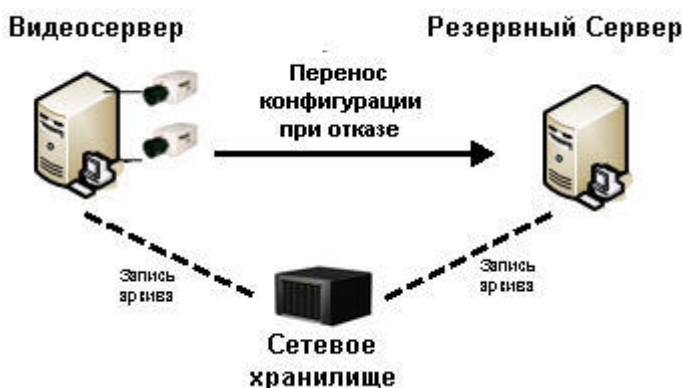 Видеосервер
Резервный Сервер
Перенос
конфигурации
при отказе
Запись
архива
Запись
архива
Сетевое
хранилище